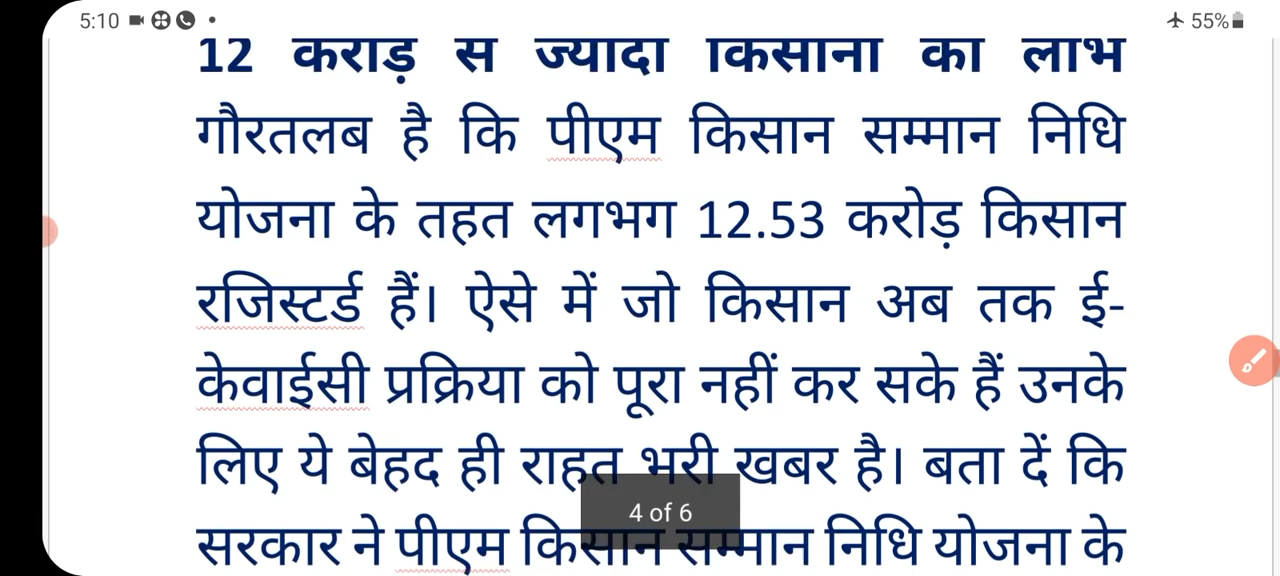 5:10
55%
12 करोड़ से ज्यादा किसानों को लाभ
गौरतलब है कि पीएम किसान सम्मान निधि
योजना के तहत लगभग 12.53 करोड़ किसान
रजिस्टर्ड हैं। ऐसे में जो किसान अब तक ई-
केवाईसी प्रक्रिया को पूरा नहीं कर सके हैं उनके
लिए ये बेहद ही राहत भरी खबर है। बता दें कि
4 of 6
सरकार ने पीएम किसान सम्मान निधि योजना के